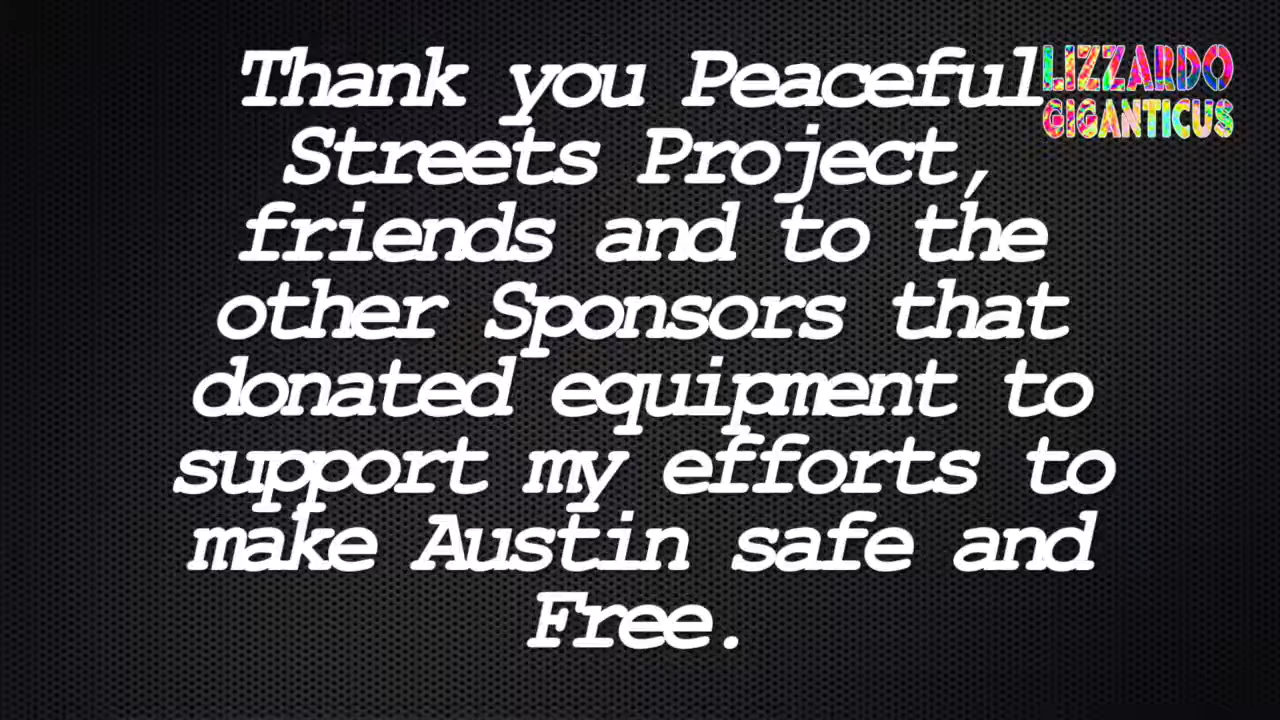 Thank you Peaceful
Streets Project,
friends and to the
other Sponsors that
donated equipment to
support my efforts to
make Austin safe and
Free.
LIZZARDO
GIGANTICUS